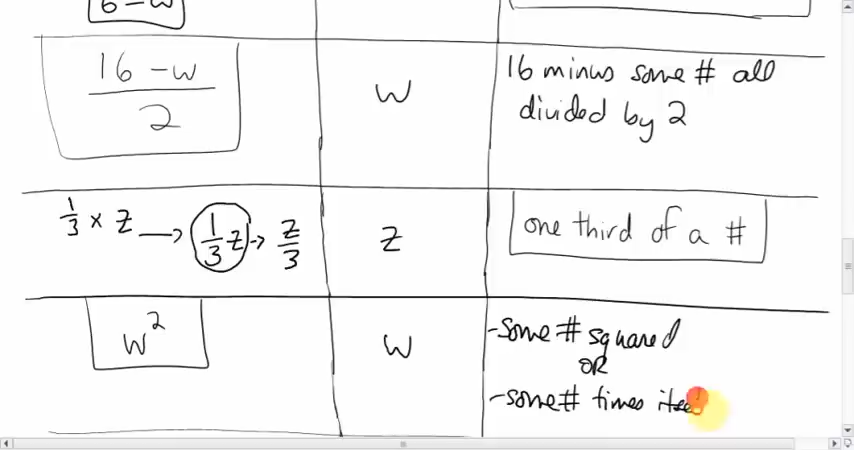 6-w
16-w
2
w
16 minus some # all
divided by 2
1/3 × z → 1/3 z → z/3
z
one third of a #
w²
w
-some # squared
OR
-some # times